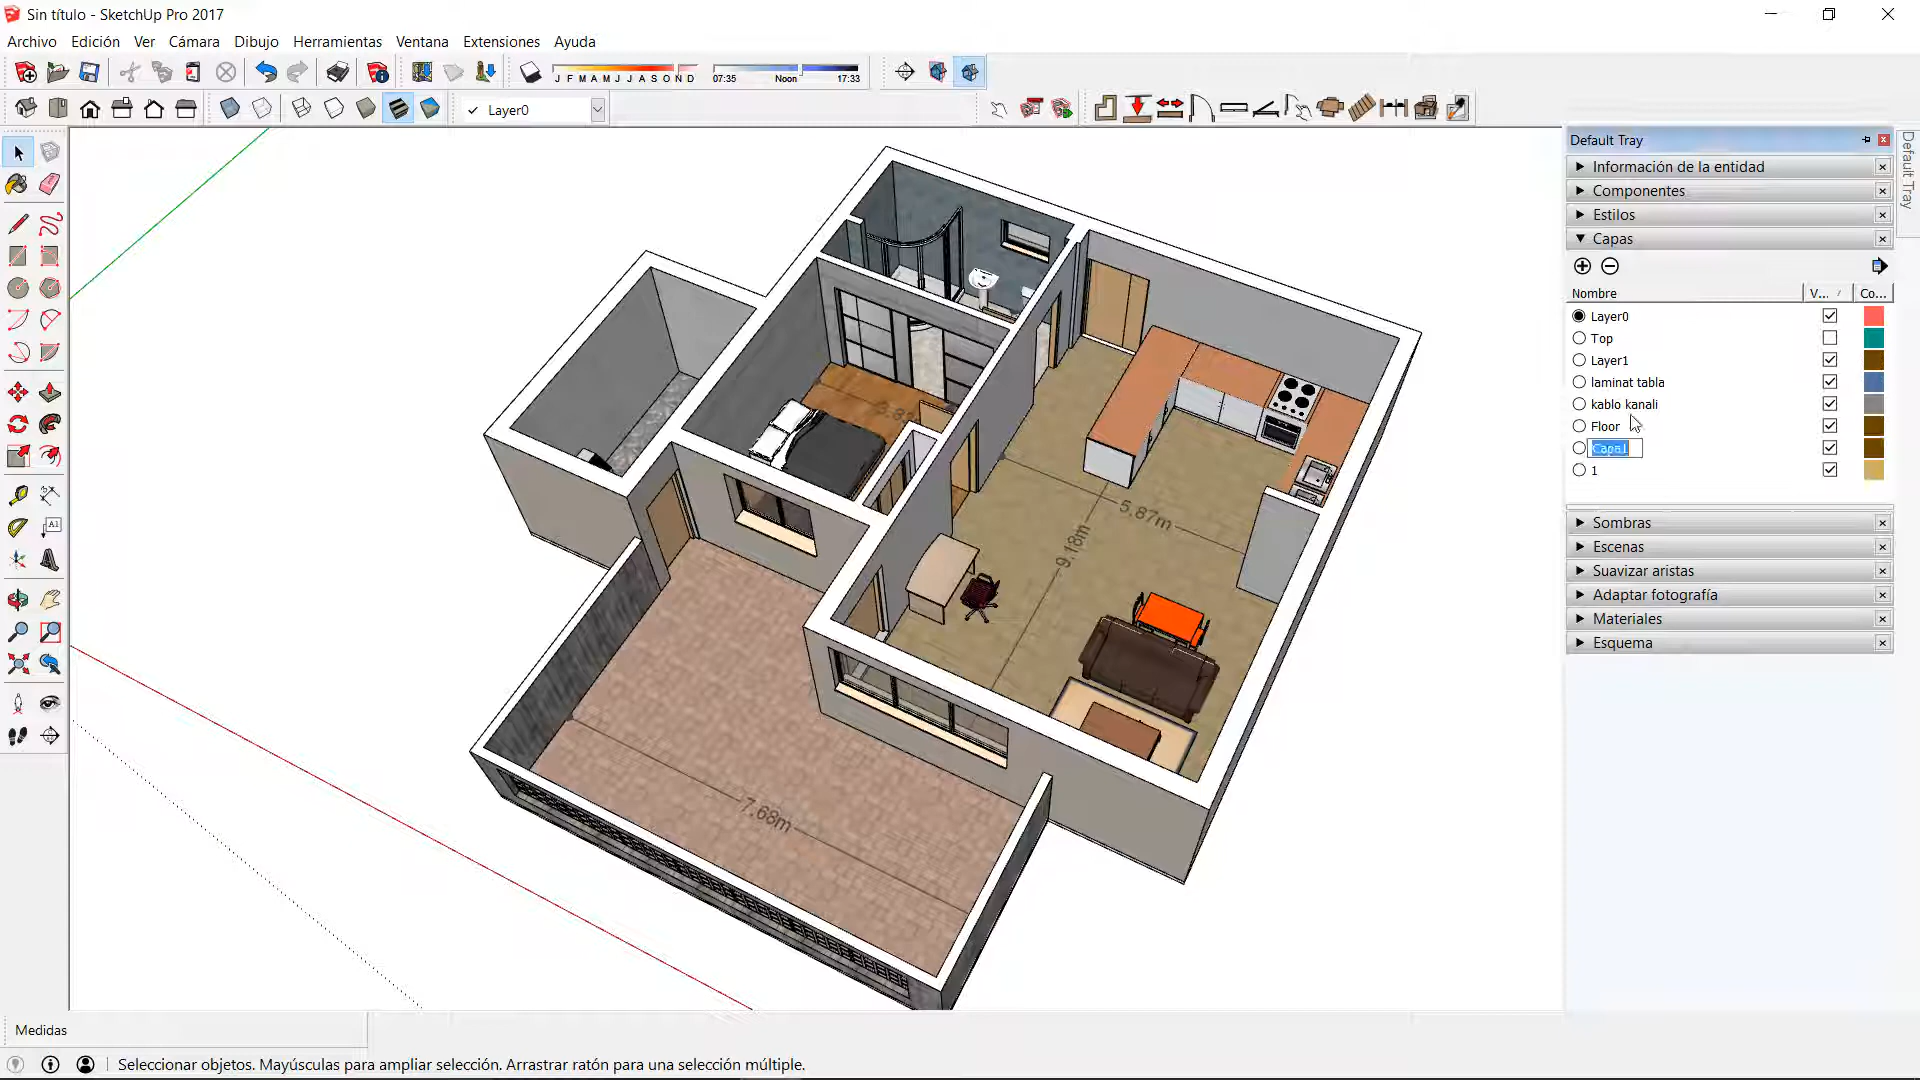 Sin título - SketchUp Pro 2017
Archivo Edición Ver Cámara Dibujo Herramientas Ventana Extensiones Ayuda
J F M A M J J A S O N D 07:35 Noon 17:33
Layer0
Default Tray
Default Tray
Información de la entidad
Componentes
Estilos
Capas
Nombre V... Co...
Layer0
Top
Layer1
laminat tabla
kablo kanali
Floor
Capa1
1
Sombras
Escenas
Suavizar aristas
Adaptar fotografía
Materiales
Esquema
A1
5.87m
9.18m
7.68m
Medidas
Seleccionar objetos. Mayúsculas para ampliar selección. Arrastrar ratón para una selección múltiple.